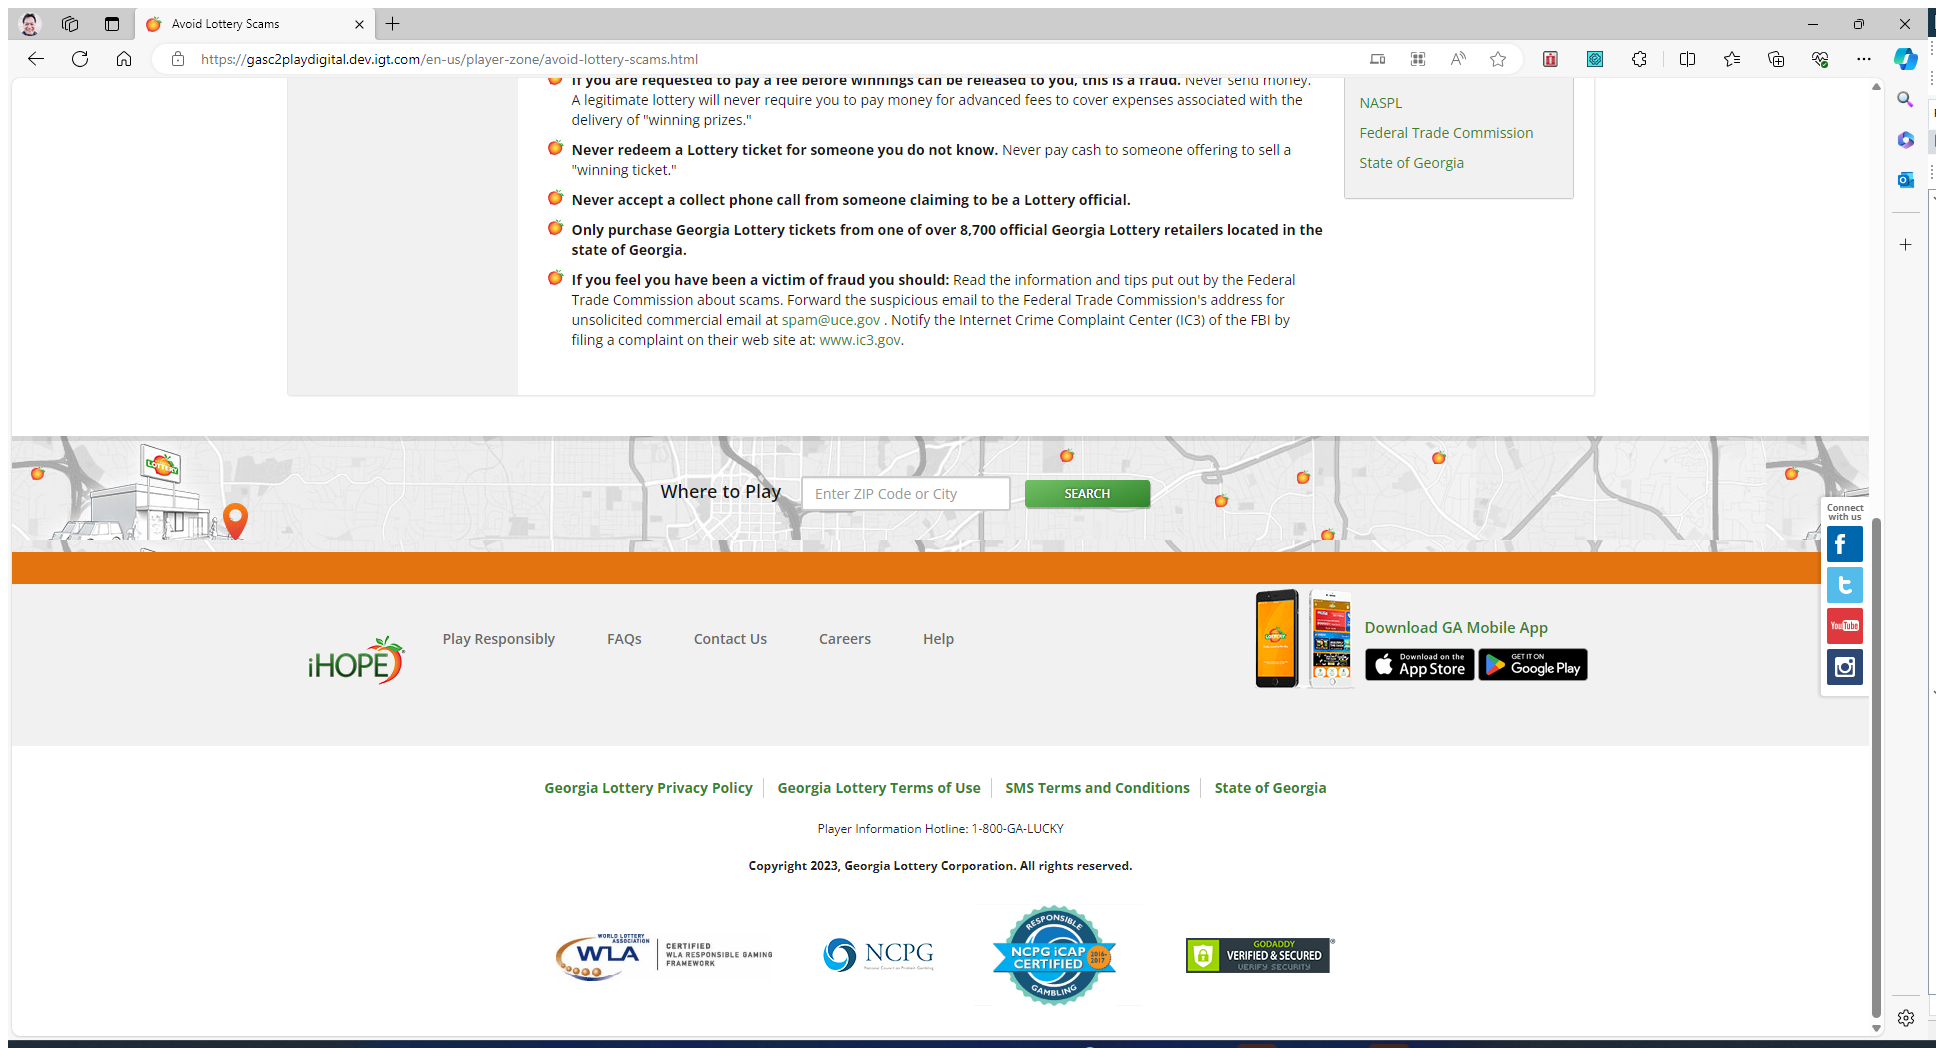 Avoid Lottery Scams
https://gasc2playdigital.dev.igt.com/en-us/player-zone/avoid-lottery-scams.html
If you are requested to pay a fee before winnings can be released to you, this is a fraud. Never send money.
A legitimate lottery will never require you to pay money for advanced fees to cover expenses associated with the
delivery of "winning prizes."
Never redeem a Lottery ticket for someone you do not know. Never pay cash to someone offering to sell a
"winning ticket."
Never accept a collect phone call from someone claiming to be a Lottery official.
Only purchase Georgia Lottery tickets from one of over 8,700 official Georgia Lottery retailers located in the
state of Georgia.
If you feel you have been a victim of fraud you should: Read the information and tips put out by the Federal
Trade Commission about scams. Forward the suspicious email to the Federal Trade Commission's address for
unsolicited commercial email at spam@uce.gov . Notify the Internet Crime Complaint Center (IC3) of the FBI by
filing a complaint on their web site at: www.ic3.gov.
NASPL
Federal Trade Commission
State of Georgia
LOTTERY
Where to Play
Enter ZIP Code or City
SEARCH
Connect
with us
You Tube
iHOPE
Play Responsibly
FAQs
Contact Us
Careers
Help
LOTTERY
Download GA Mobile App
Download on the
App Store
GET IT ON
Google Play
Georgia Lottery Privacy Policy
Georgia Lottery Terms of Use
SMS Terms and Conditions
State of Georgia
Player Information Hotline: 1-800-GA-LUCKY
Copyright 2023, Georgia Lottery Corporation. All rights reserved.
WORLD LOTTERY
ASSOCIATION
WLA
CERTIFIED
WLA RESPONSIBLE GAMING
FRAMEWORK
NCPG
National Council on Problem Gambling
RESPONSIBLE
NCPG iCAP
CERTIFIED
2016-
2017
GAMBLING
GODADDY
VERIFIED & SECURED
VERIFY SECURITY